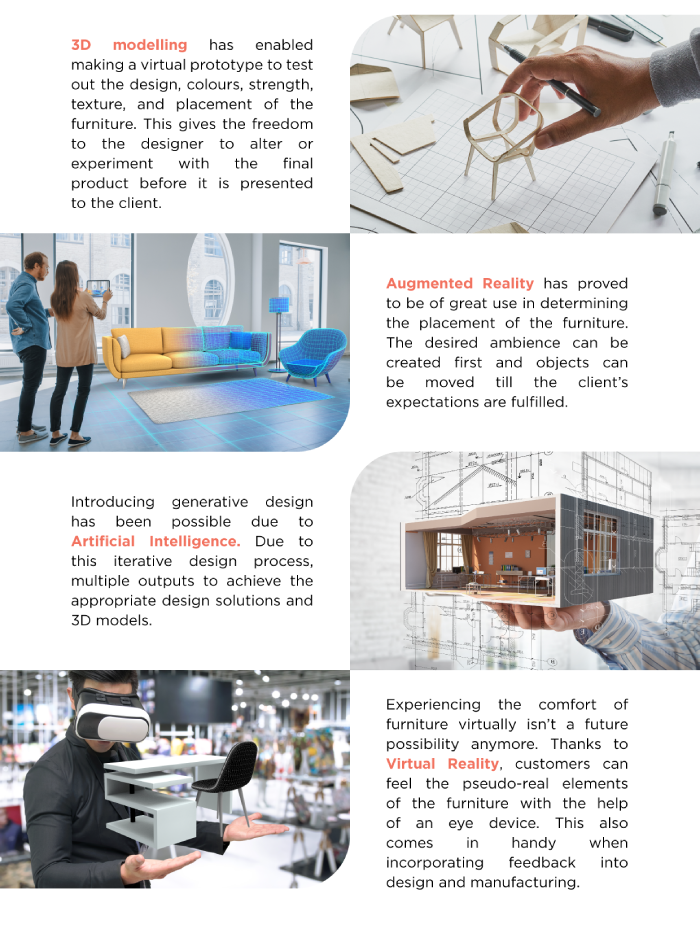 3D modelling has enabled
making a virtual prototype to test
out the design, colours, strength,
texture, and placement of the
furniture. This gives the freedom
to the designer to alter or
experiment with the final
product before it is presented
to the client.
Augmented Reality has proved
to be of great use in determining
the placement of the furniture.
The desired ambience can be
created first and objects can
be moved till the client's
expectations are fulfilled.
Introducing generative design
has been possible due to
Artificial Intelligence. Due to
this iterative design process,
multiple outputs to achieve the
appropriate design solutions and
3D models.
Experiencing the comfort of
furniture virtually isn't a future
possibility anymore. Thanks to
Virtual Reality, customers can
feel the pseudo-real elements
of the furniture with the help
of an eye device. This also
comes in handy when
incorporating feedback into
design and manufacturing.